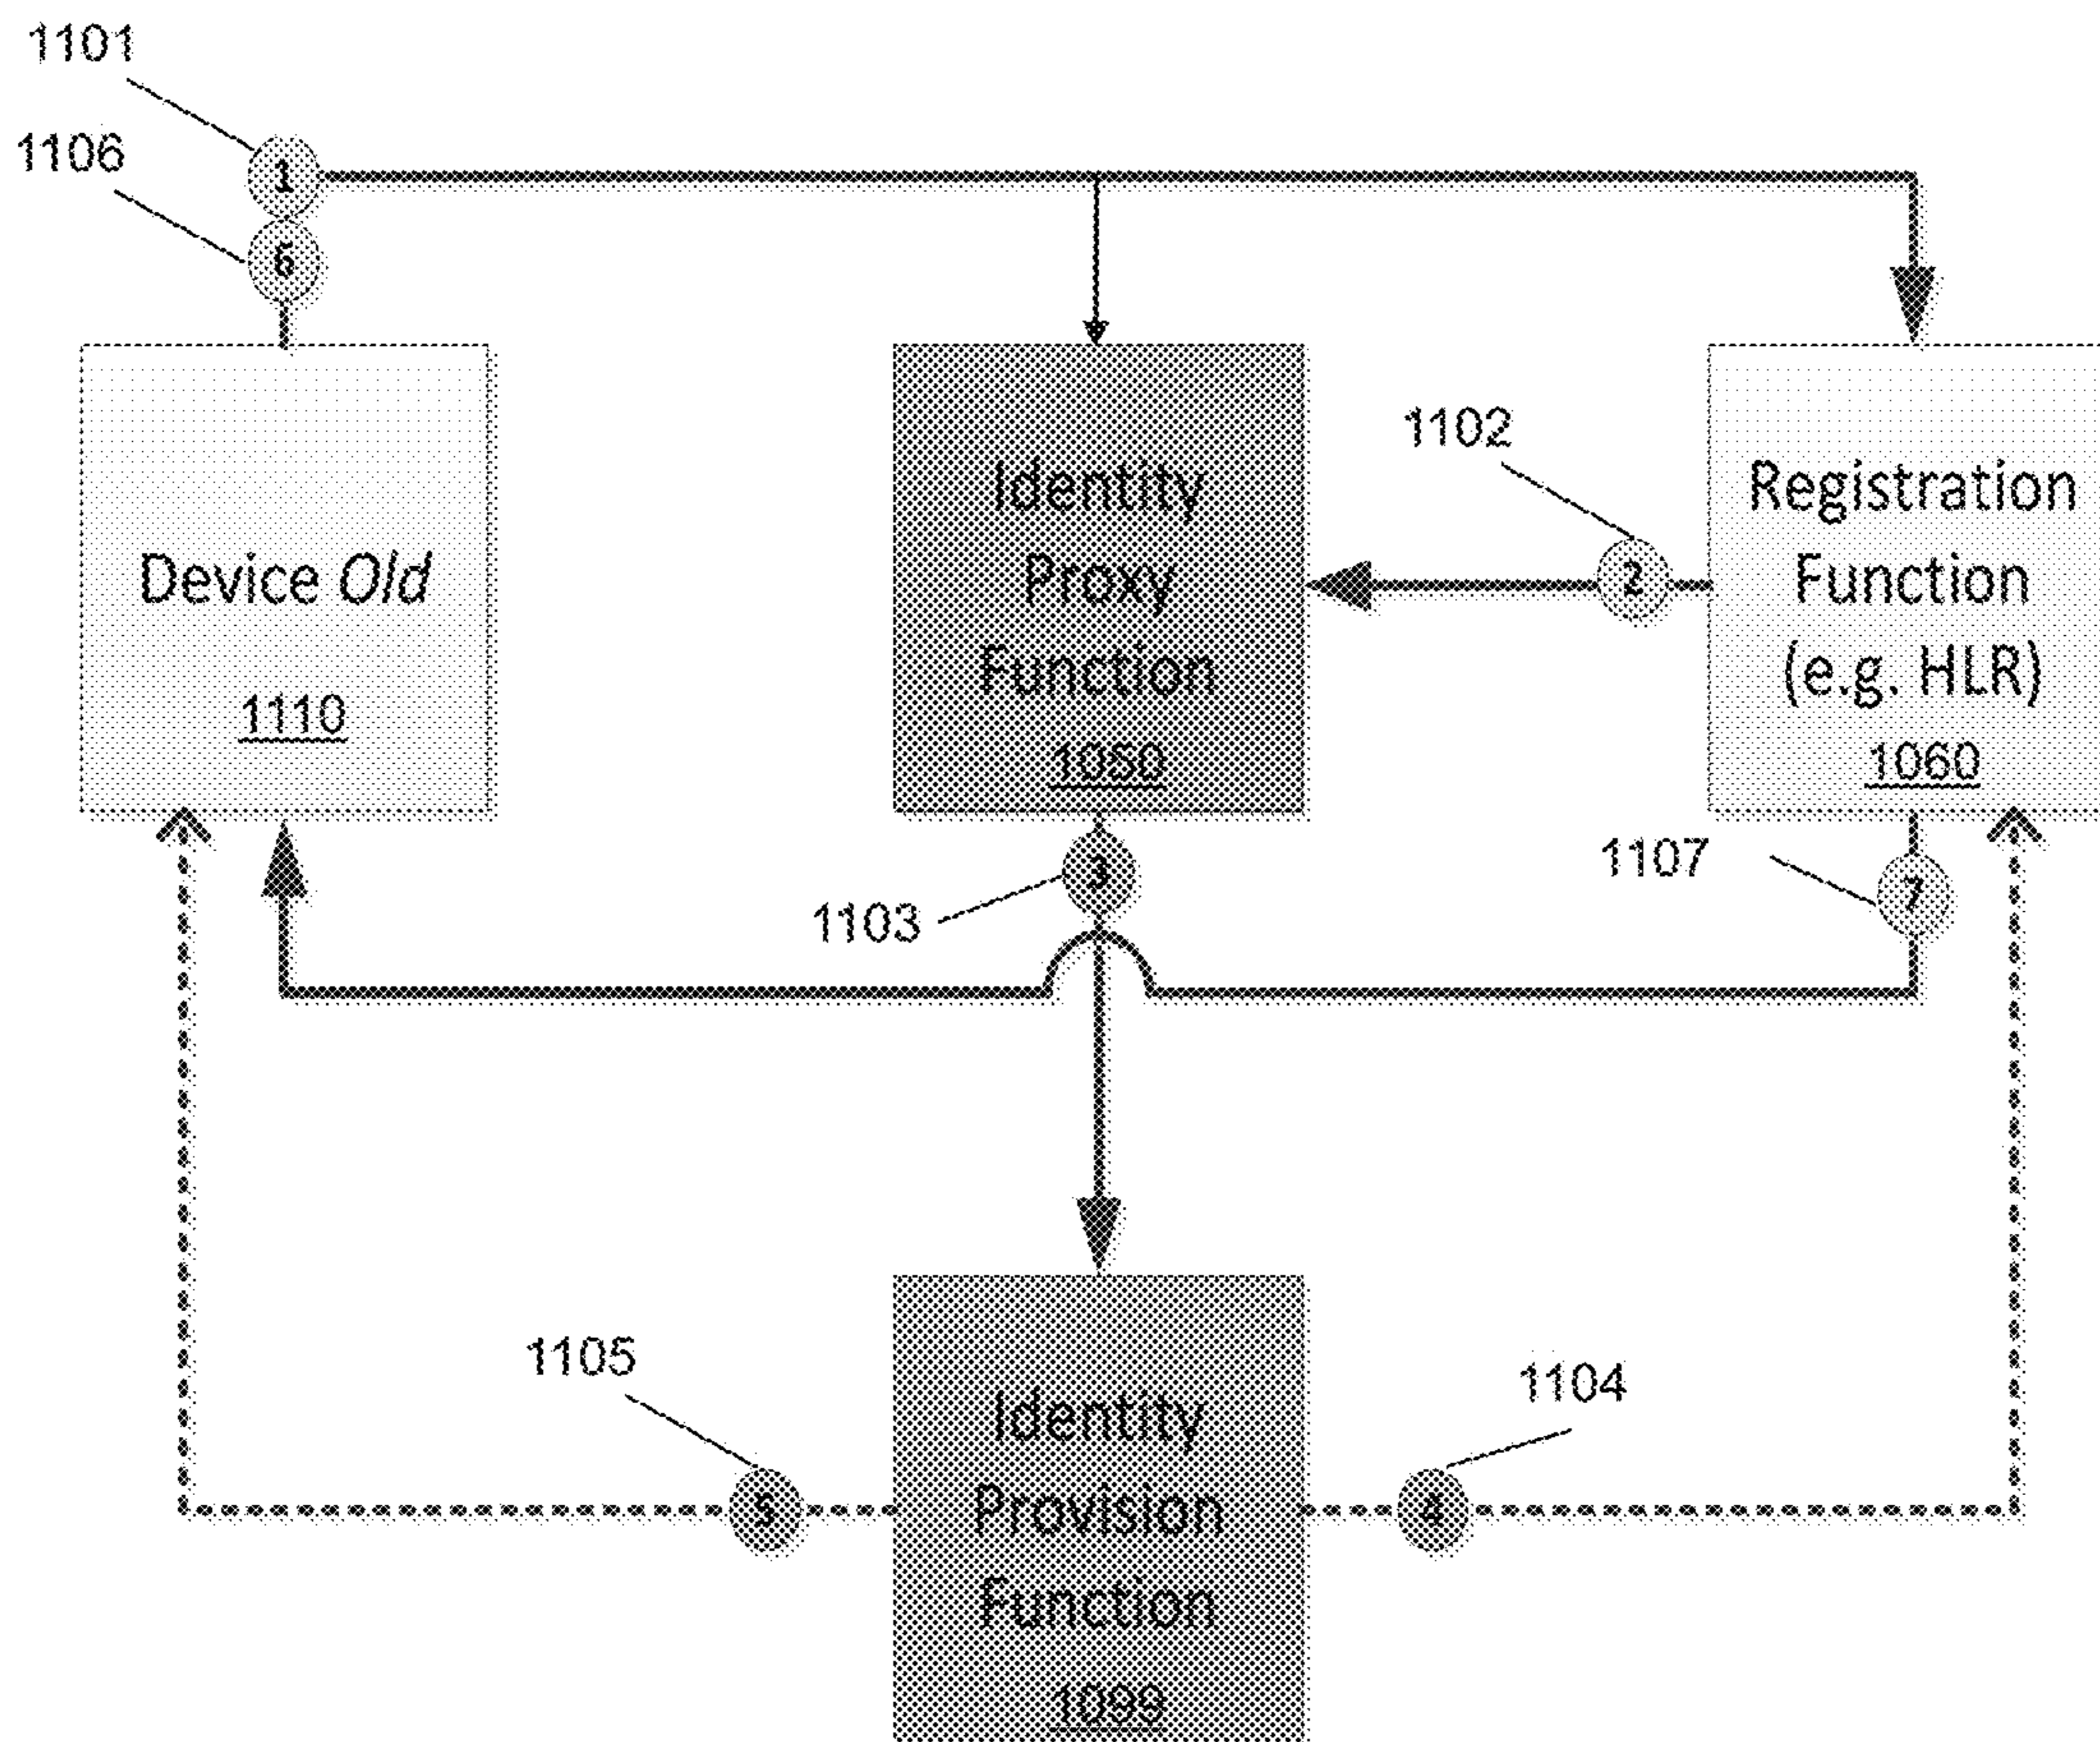 1101
1106
1
6
Device Old
1110
Identity
Proxy
Function
1050
1102
2
Registration
Function
(e.g. HLR)
1060
1103
3
1107
7
1105
5
1104
4
Identity
Provision
Function
1099